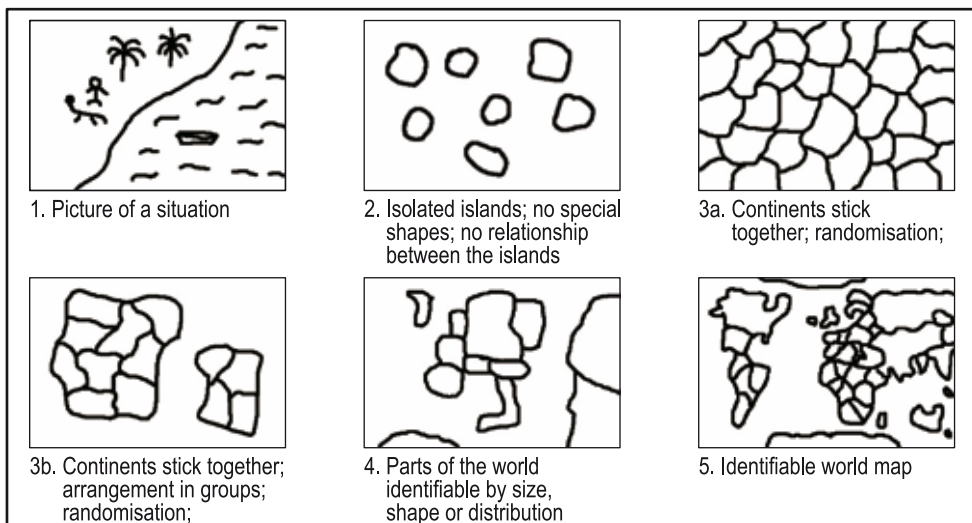 1. Picture of a situation
2. Isolated islands; no special
shapes; no relationship
between the islands
3a. Continents stick
together; randomisation;
3b. Continents stick together;
arrangement in groups;
randomisation;
4. Parts of the world
identifiable by size,
shape or distribution
5. Identifiable world map